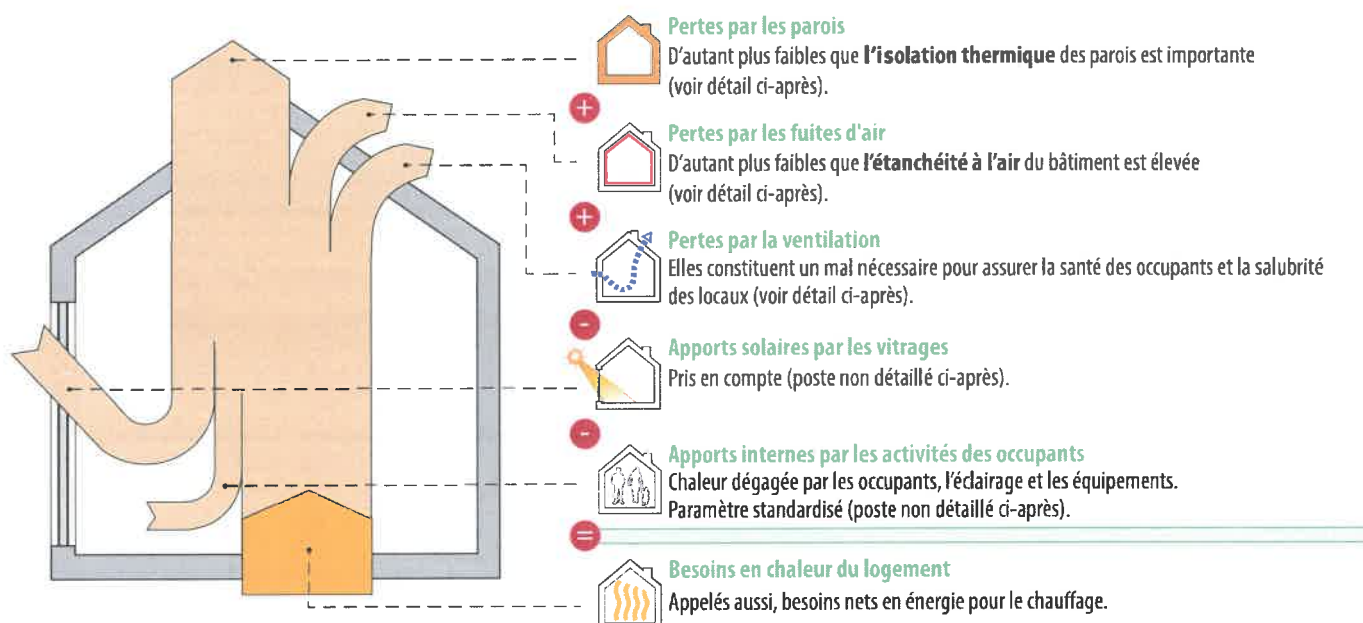 Pertes par les parois
D'autant plus faibles que l'isolation thermique des parois est importante
(voir détail ci-après).
+
Pertes par les fuites d'air
D'autant plus faibles que l'étanchéité à l'air du bâtiment est élevée
(voir détail ci-après).
+
Pertes par la ventilation
Elles constituent un mal nécessaire pour assurer la santé des occupants et la salubrité
des locaux (voir détail ci-après).
-
Apports solaires par les vitrages
Pris en compte (poste non détaillé ci-après).
-
Apports internes par les activités des occupants
Chaleur dégagée par les occupants, l'éclairage et les équipements.
Paramètre standardisé (poste non détaillé ci-après).
=
Besoins en chaleur du logement
Appelés aussi, besoins nets en énergie pour le chauffage.